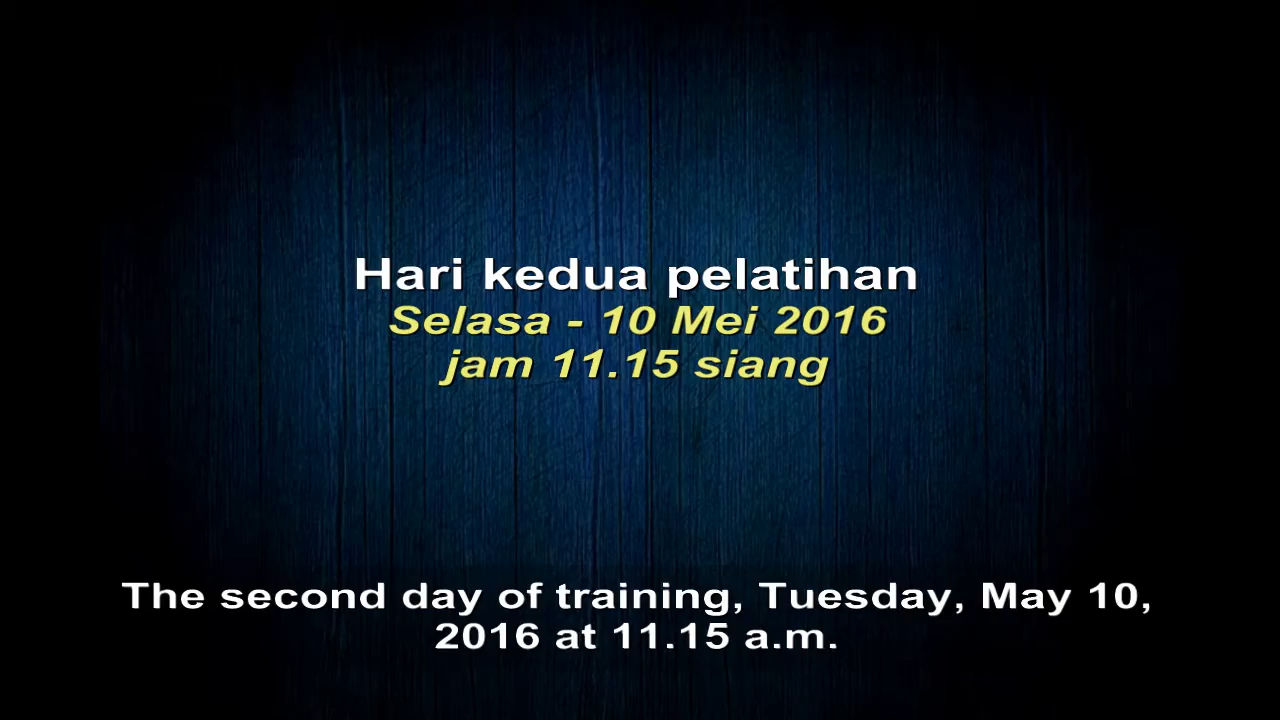 Hari kedua pelatihan
Selasa - 10 Mei 2016
jam 11.15 siang
The second day of training, Tuesday, May 10,
2016 at 11.15 a.m.